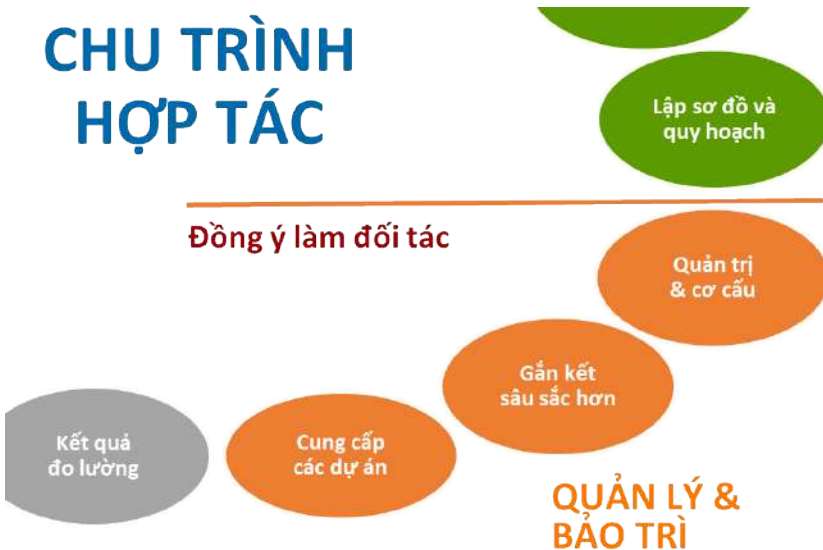 CHU TRÌNH
HỢP TÁC
Lập sơ đồ và
quy hoạch
Đồng ý làm đối tác
Quản trị
& cơ cấu
Gắn kết
sâu sắc hơn
Cung cấp
các dự án
Kết quả
đo lường
QUẢN LÝ &
BẢO TRÌ